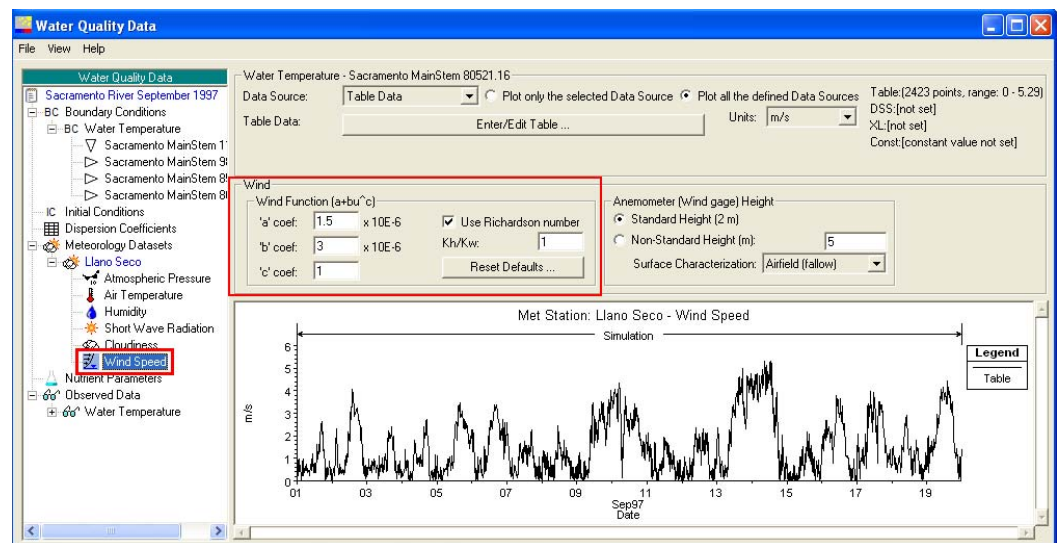 Water Quality Data
File View Help
Water Quality Data
Sacramento River September 1997
BC Boundary Conditions
BC Water Temperature
Sacramento MainStem 1
Sacramento MainStem 9
Sacramento MainStem 8
Sacramento MainStem 8
IC Initial Conditions
Dispersion Coefficients
Meteorology Datasets
Llano Seco
Atmospheric Pressure
Air Temperature
Humidity
Short Wave Radiation
Cloudiness
Wind Speed
Nutrient Parameters
Observed Data
Water Temperature
Water Temperature - Sacramento MainStem 80521.16
Data Source: Table Data Plot only the selected Data Source Plot all the defined Data Sources
Table Data: Enter/Edit Table ... Units: m/s
Table:(2423 points, range: 0 - 5.29)
DSS:[not set]
XL:[not set]
Const:[constant value not set]
Wind
Wind Function (a+bu^c)
'a' coef: 1.5 x 10E-6 Use Richardson number
'b' coef: 3 x 10E-6 Kh/Kw: 1
'c' coef: 1 Reset Defaults ...
Anemometer (Wind gage) Height
Standard Height (2 m)
Non-Standard Height (m): 5
Surface Characterization: Airfield (fallow)
Met Station: Llano Seco - Wind Speed
Simulation
6
5
4
3
2
1
0
m/s
01 03 05 07 09 11 13 15 17 19
Sep97
Date
Legend
Table